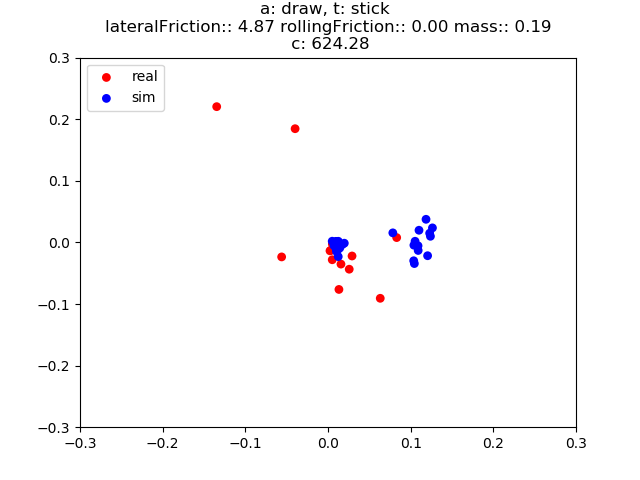 a: draw, t: stick
lateralFriction:: 4.87 rollingFriction:: 0.00 mass:: 0.19
c: 624.28
real
sim
0.3
0.2
0.1
0.0
−0.1
−0.2
−0.3
−0.3
−0.2
−0.1
0.0
0.1
0.2
0.3